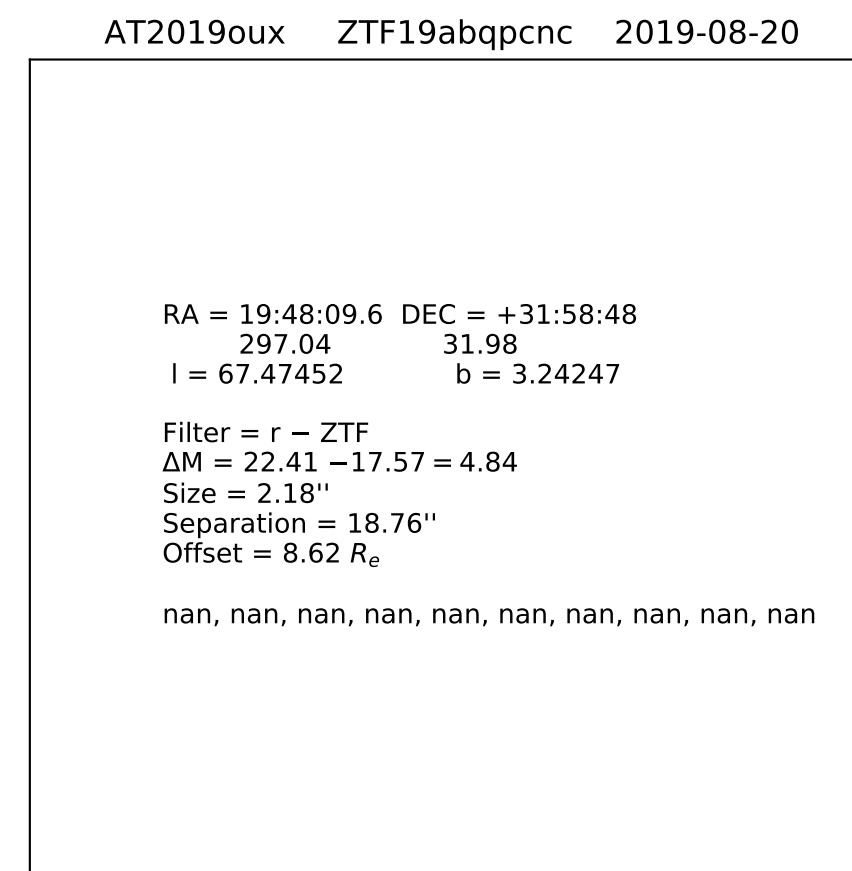 AT2019oux ZTF19abqpcnc 2019-08-20
RA = 19:48:09.6 DEC = +31:58:48
297.04 31.98
l = 67.47452 b = 3.24247
Filter = r − ZTF
ΔM = 22.41 −17.57 = 4.84
Size = 2.18''
Separation = 18.76''
Offset = 8.62 Re
nan, nan, nan, nan, nan, nan, nan, nan, nan, nan